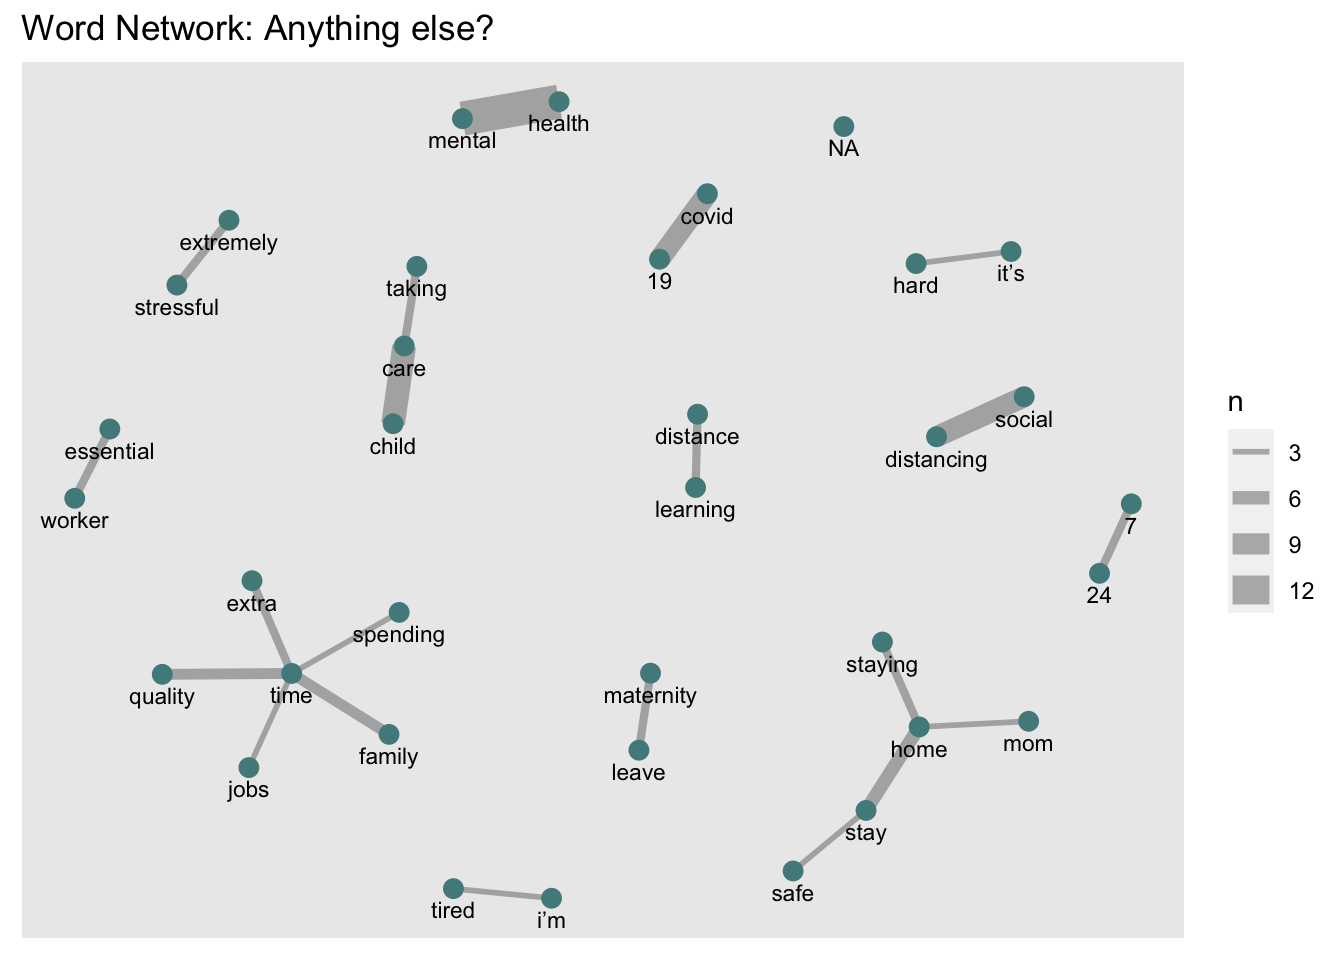 Word Network: Anything else?
mental
health
NA
covid
extremely
19
it’s
hard
taking
stressful
care
social
essential
distance
child
distancing
learning
worker
7
24
extra
spending
staying
quality
time
maternity
home
mom
family
leave
jobs
stay
safe
tired
i’m
n
3
6
9
12